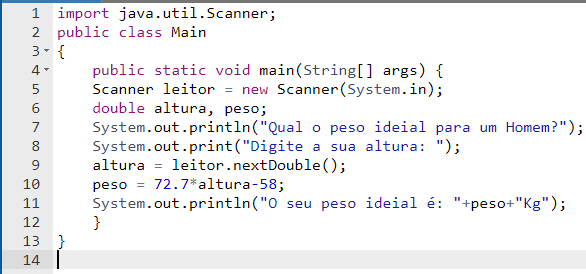 1 import java.util.Scanner;
2 public class Main
3 {
4 public static void main(String[] args) {
5 Scanner leitor = new Scanner(System.in);
6 double altura, peso;
7 System.out.println("Qual o peso ideial para um Homem?");
8 System.out.print("Digite a sua altura: ");
9 altura = leitor.nextDouble();
10 peso = 72.7*altura-58;
11 System.out.println("O seu peso ideial é: "+peso+"Kg");
12 }
13 }
14